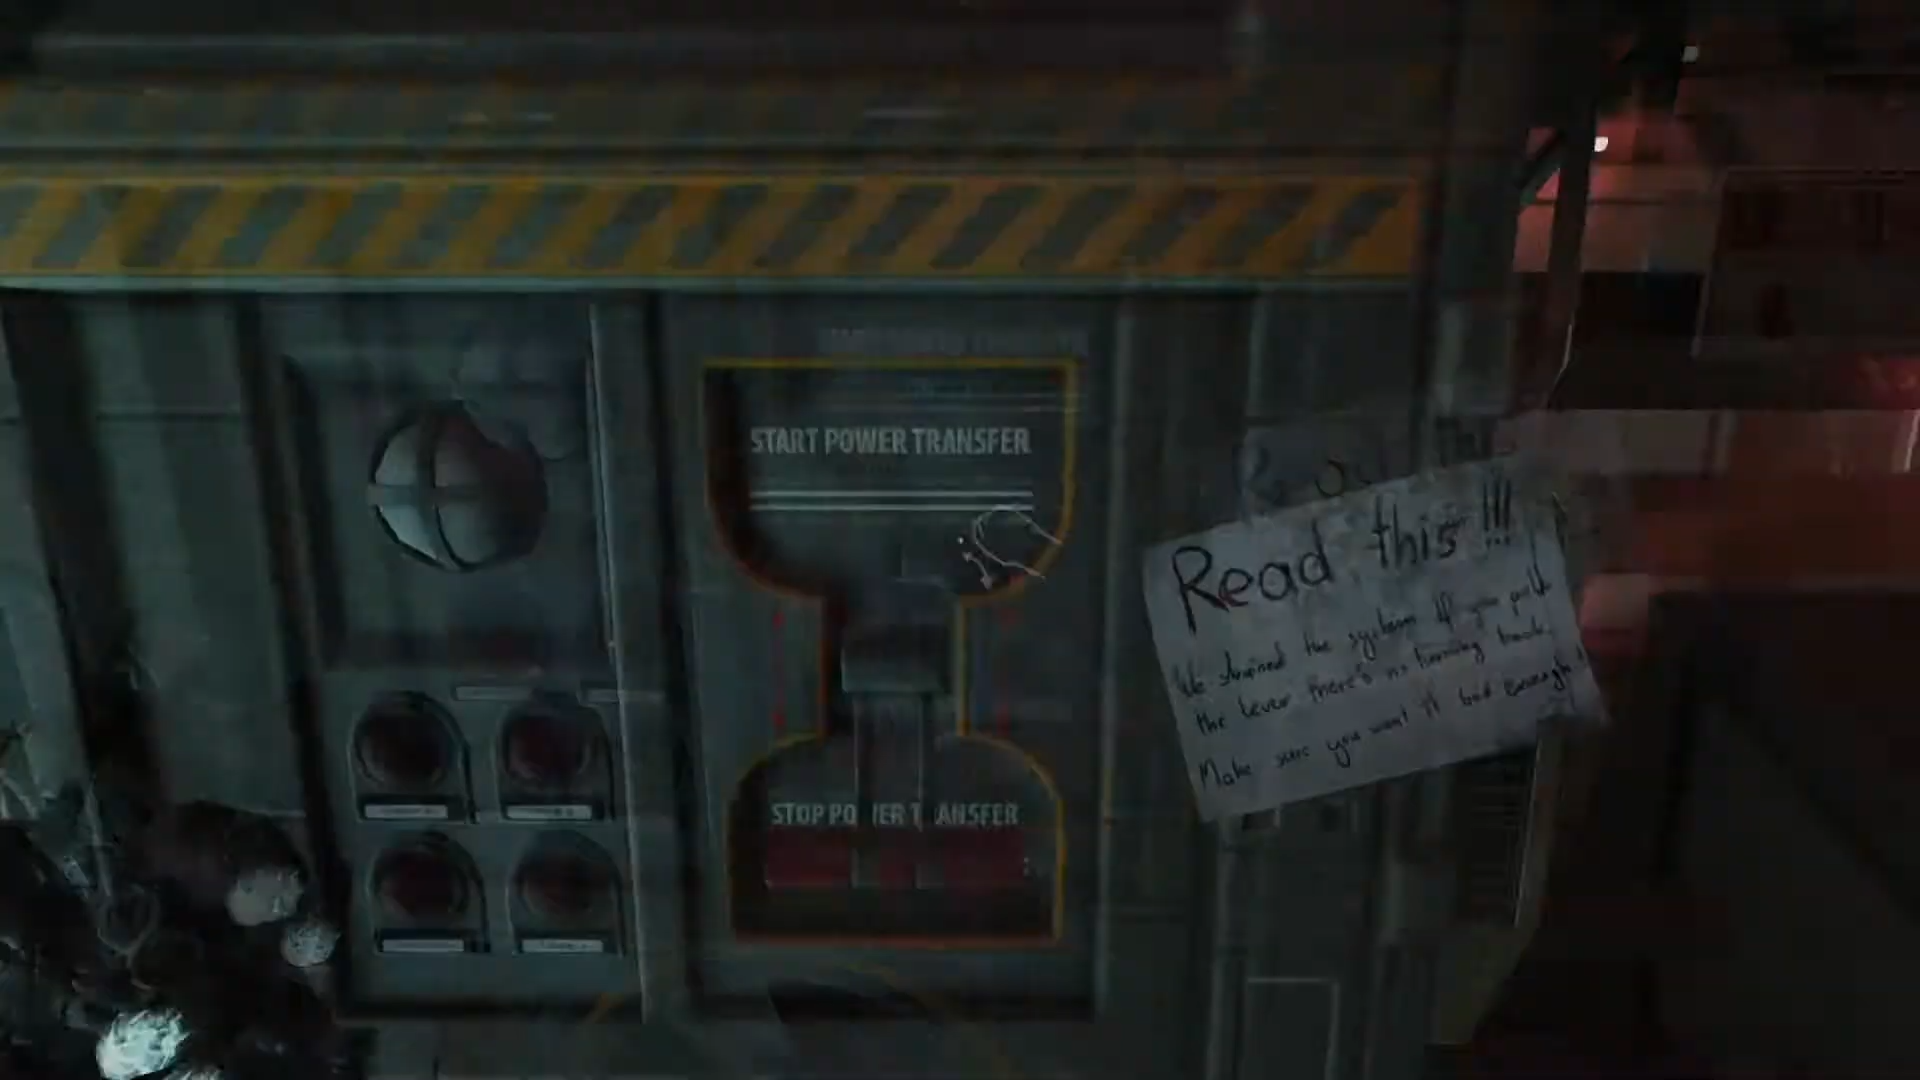 START POWER TRANSFER
STOP POWER TRANSFER
Read this!!!
We strained the system if you pull
the lever there's no turning back.
Make sure you want it bad enough!